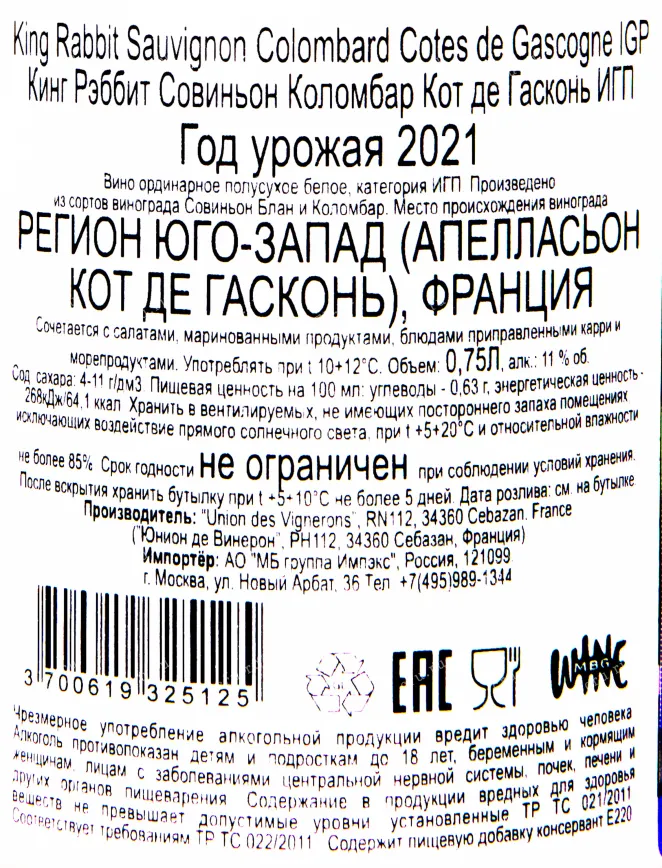 King Rabbit Sauvignon Colombard Cotes de Gascogne IGP
Кинг Рэббит Совиньон Коломбар Кот де Гасконь ИГП
Год урожая 2021
Вино ординарное полусухое белое, категория ИГП Произведено
из сортов винограда Совиньон Блан и Коломбар. Место происхождения винограда
РЕГИОН ЮГО-ЗАПАД (АПЕЛЛАСЬОН
КОТ ДЕ ГАСКОНЬ), ФРАНЦИЯ
Сочетается с салатами, маринованными продуктами, блюдами приправленными карри и
морепродуктами. Употреблять при t 10+12°C. Объем: 0,75Л, алк.: 11 % об.
Сод сахара: 4-11 г/дм3 Пищевая ценность на 100 мл: углеводы - 0,63 г, энергетическая ценность -
268кДж/64,1 ккал Хранить в вентилируемых, не имеющих постороннего запаха помещениях
исключающих воздействие прямого солнечного света, при t +5+20°C и относительной влажности
не более 85% Срок годности не ограничен при соблюдении условий хранения.
После вскрытия хранить бутылку при t +5+10°C не более 5 дней. Дата розлива: см. на бутылке
Производитель: "Union des Vignerons", RN112, 34360 Cebazan. France
("Юнион де Винерон", РН112, 34360 Себазан, Франция)
Импортёр: АО "МБ группа Импэкс", Россия, 121099
г. Москва, ул. Новый Арбат, 36 Тел +7(495)989-1344
3 700619 325125
EAC
WINE
MBG
Чрезмерное употребление алкогольной продукции вредит здоровью человека
Алкоголь противопоказан детям и подросткам до 18 лет, беременным и кормящим
женщинам, лицам с заболеваниями центральной нервной системы, почек, печени и
других органов пищеварения Содержание в продукции вредных для здоровья
веществ не превышает допустимые уровни установленные ТР ТС 021/2011
Соответствует требованиям ТР ТС 022/2011 Содержит пищевую добавку консервант Е220